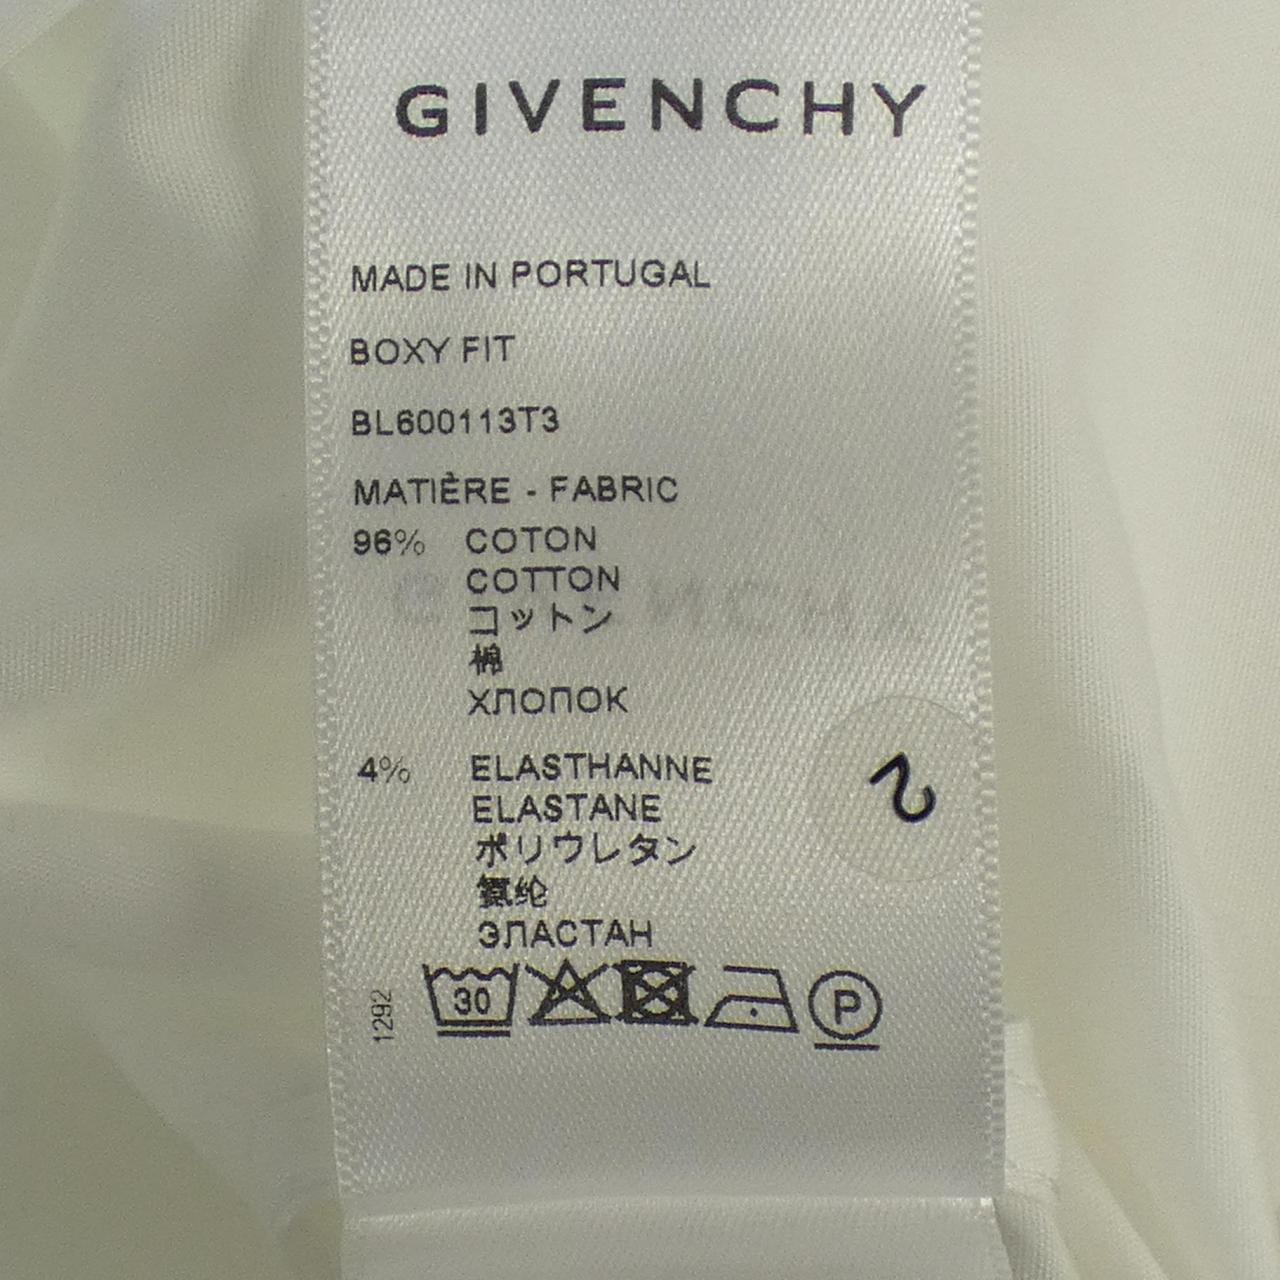 GIVENCHY
MADE IN PORTUGAL
BOXY FIT
BL600113T3
MATIÈRE - FABRIC
96% COTON
COTTON
コットン
棉
ХЛОПОК
4% ELASTHANNE
ELASTANE
ポリウレタン
氨纶
ЭЛАСТАН
1292
30
P
2